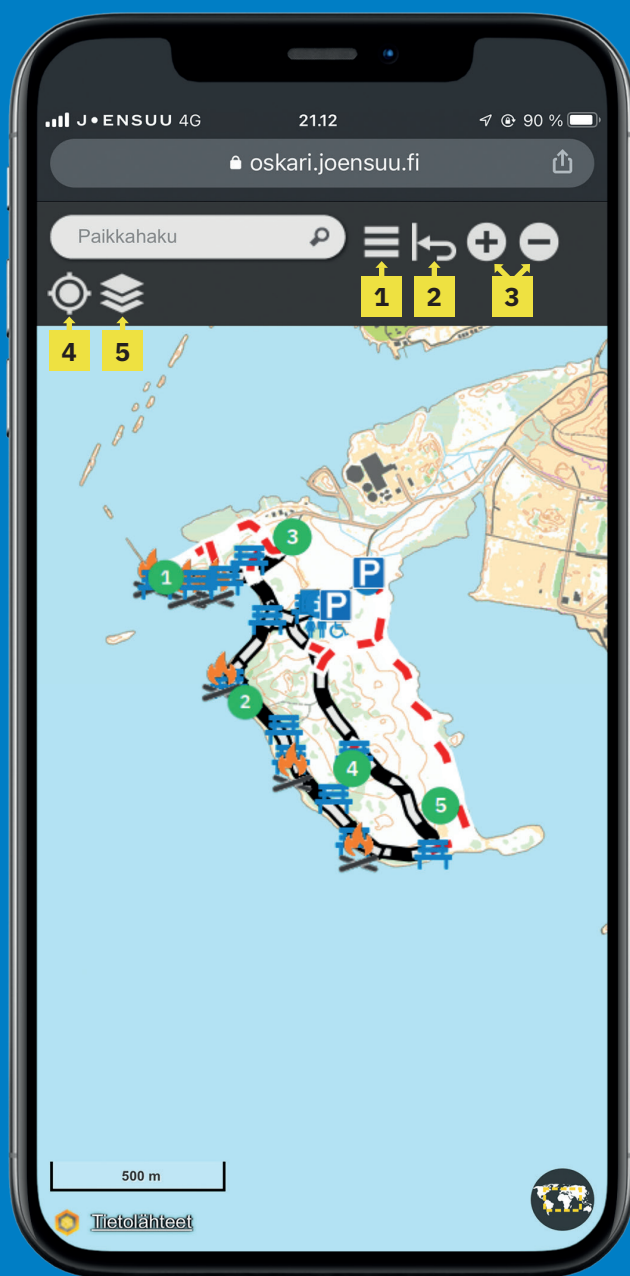 J•ENSUU 4G 21.12 90 %
oskari.joensuu.fi
Paikkahaku
1 2 3
4 5
3
1
P
P
2
4
5
500 m
Tietolähteet